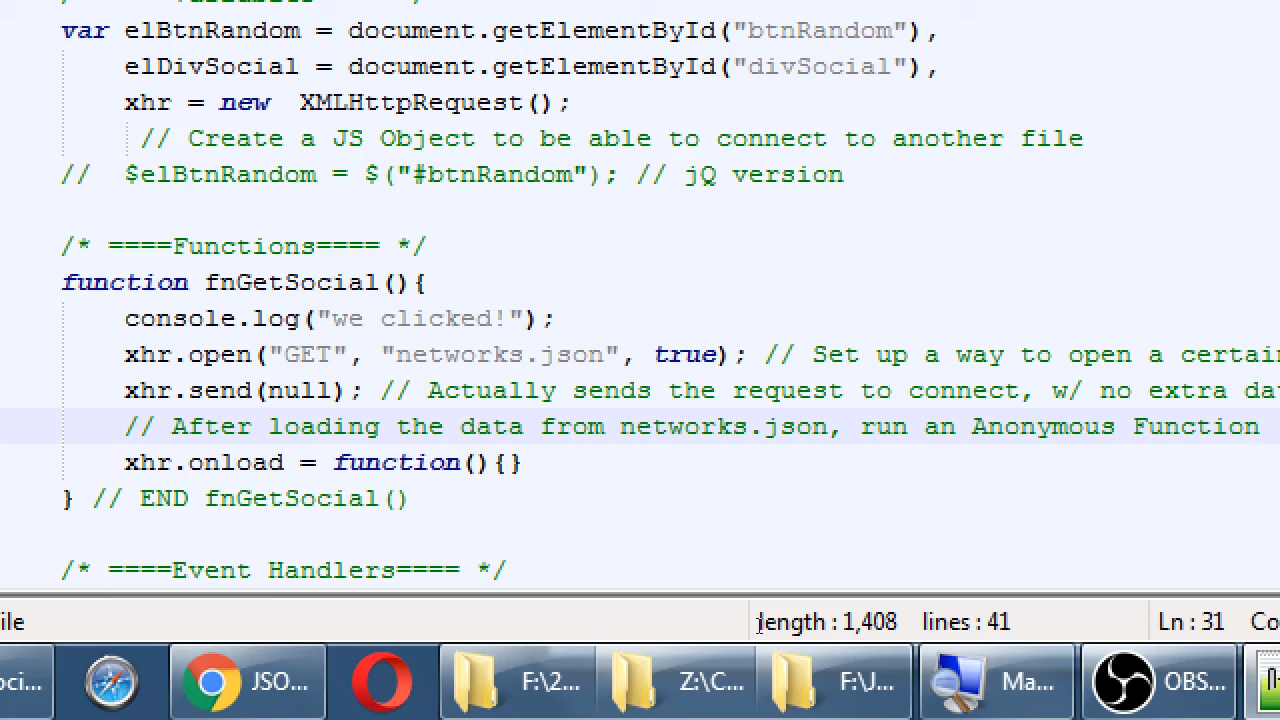 var elBtnRandom = document.getElementById("btnRandom"),
elDivSocial = document.getElementById("divSocial"),
xhr = new  XMLHttpRequest();
// Create a JS Object to be able to connect to another file
//  $elBtnRandom = $("#btnRandom"); // jQ version
/* ====Functions==== */
function fnGetSocial(){
console.log("we clicked!");
xhr.open("GET", "networks.json", true); // Set up a way to open a certain
xhr.send(null); // Actually sends the request to connect, w/ no extra da
// After loading the data from networks.json, run an Anonymous Function
xhr.onload = function(){}
} // END fnGetSocial()
/* ====Event Handlers==== */
ile length : 1,408 lines : 41 Ln : 31 Co
oci... JSO... F:\2... Z:\C... F:\J... Ma... OBS...